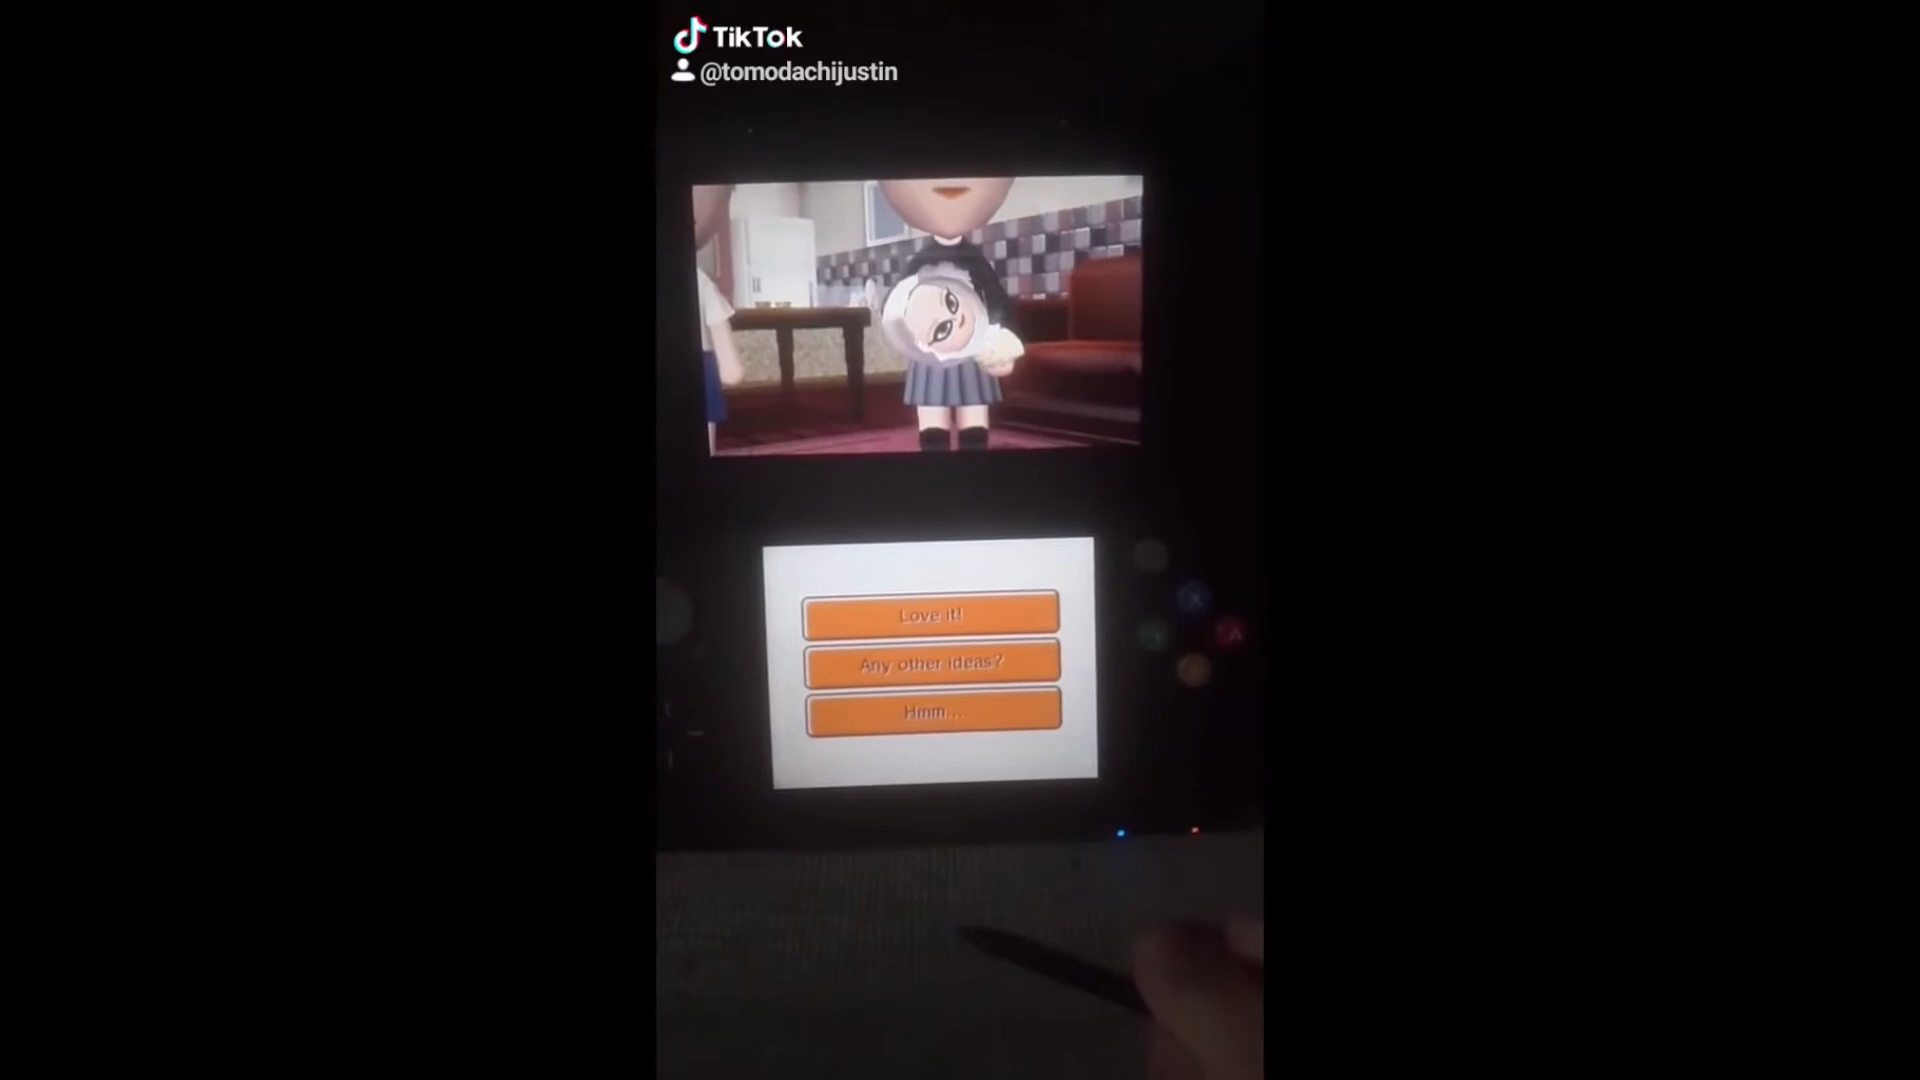 TikTok
@tomodachijustin
Love it!
Any other ideas?
Hmm....
X
Y
A